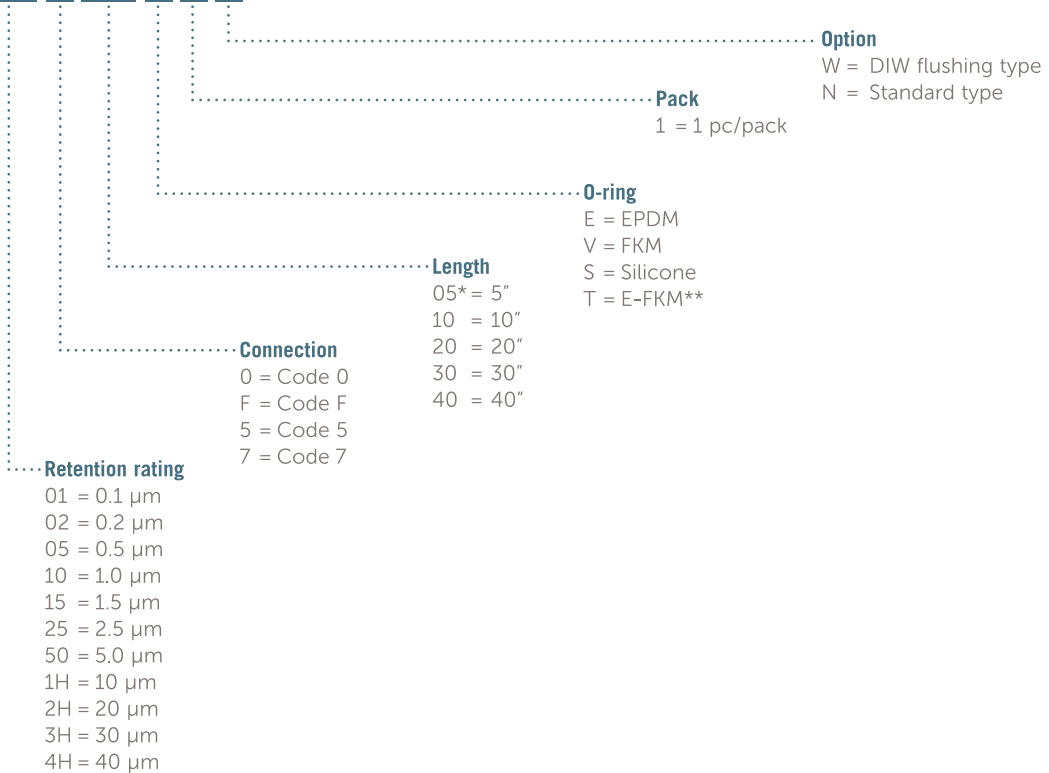 Option
W = DIW flushing type
N = Standard type
Pack
1 = 1 pc/pack
O-ring
E = EPDM
V = FKM
S = Silicone
T = E-FKM**
Length
05* = 5"
10 = 10"
20 = 20"
30 = 30"
40 = 40"
Connection
0 = Code 0
F = Code F
5 = Code 5
7 = Code 7
Retention rating
01 = 0.1 µm
02 = 0.2 µm
05 = 0.5 µm
10 = 1.0 µm
15 = 1.5 µm
25 = 2.5 µm
50 = 5.0 µm
1H = 10 µm
2H = 20 µm
3H = 30 µm
4H = 40 µm